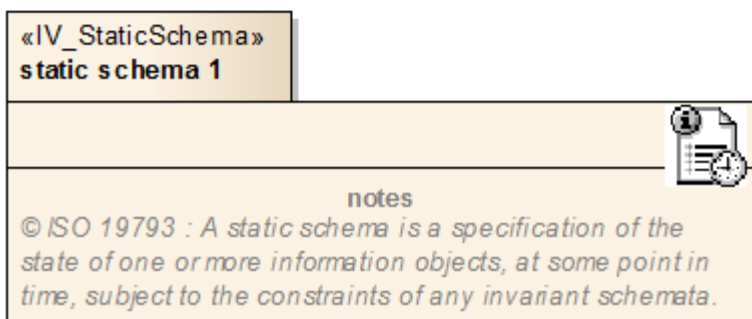 «IV_StaticSchema»
static schema 1
notes
© ISO 19793 : A static schema is a specification of the
state of one or more information objects, at some point in
time, subject to the constraints of any invariant schemata.